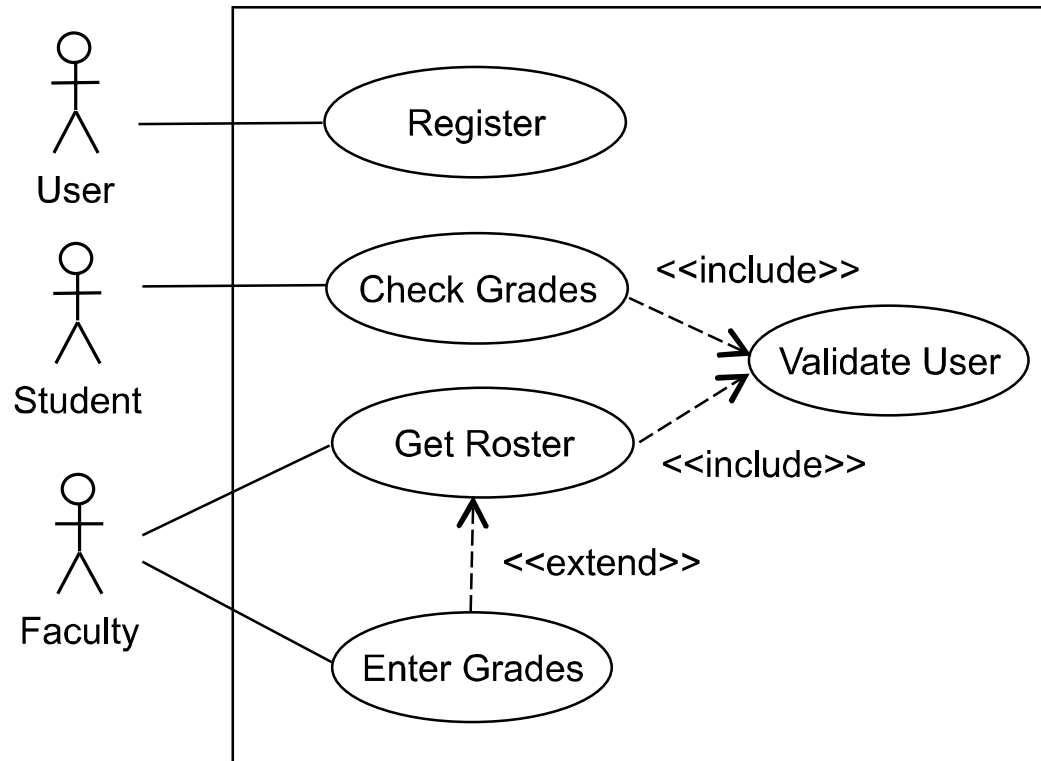 Register
User
Check Grades
<<include>>
Validate User
Student
Get Roster
<<include>>
<<extend>>
Faculty
Enter Grades